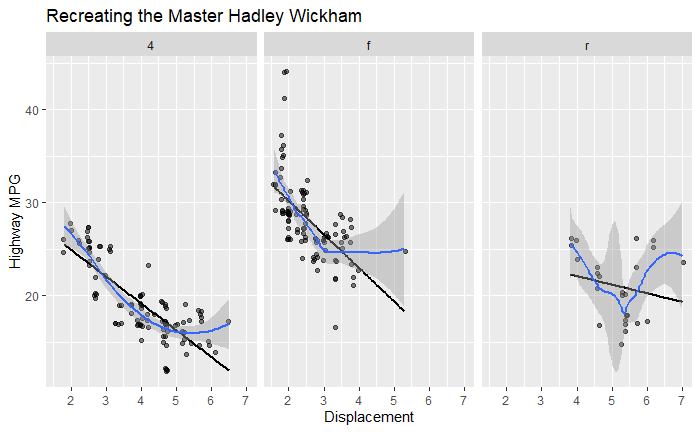 Recreating the Master Hadley Wickham
4 f r
40
30
20
Highway MPG
2 3 4 5 6 7 2 3 4 5 6 7 2 3 4 5 6 7
Displacement